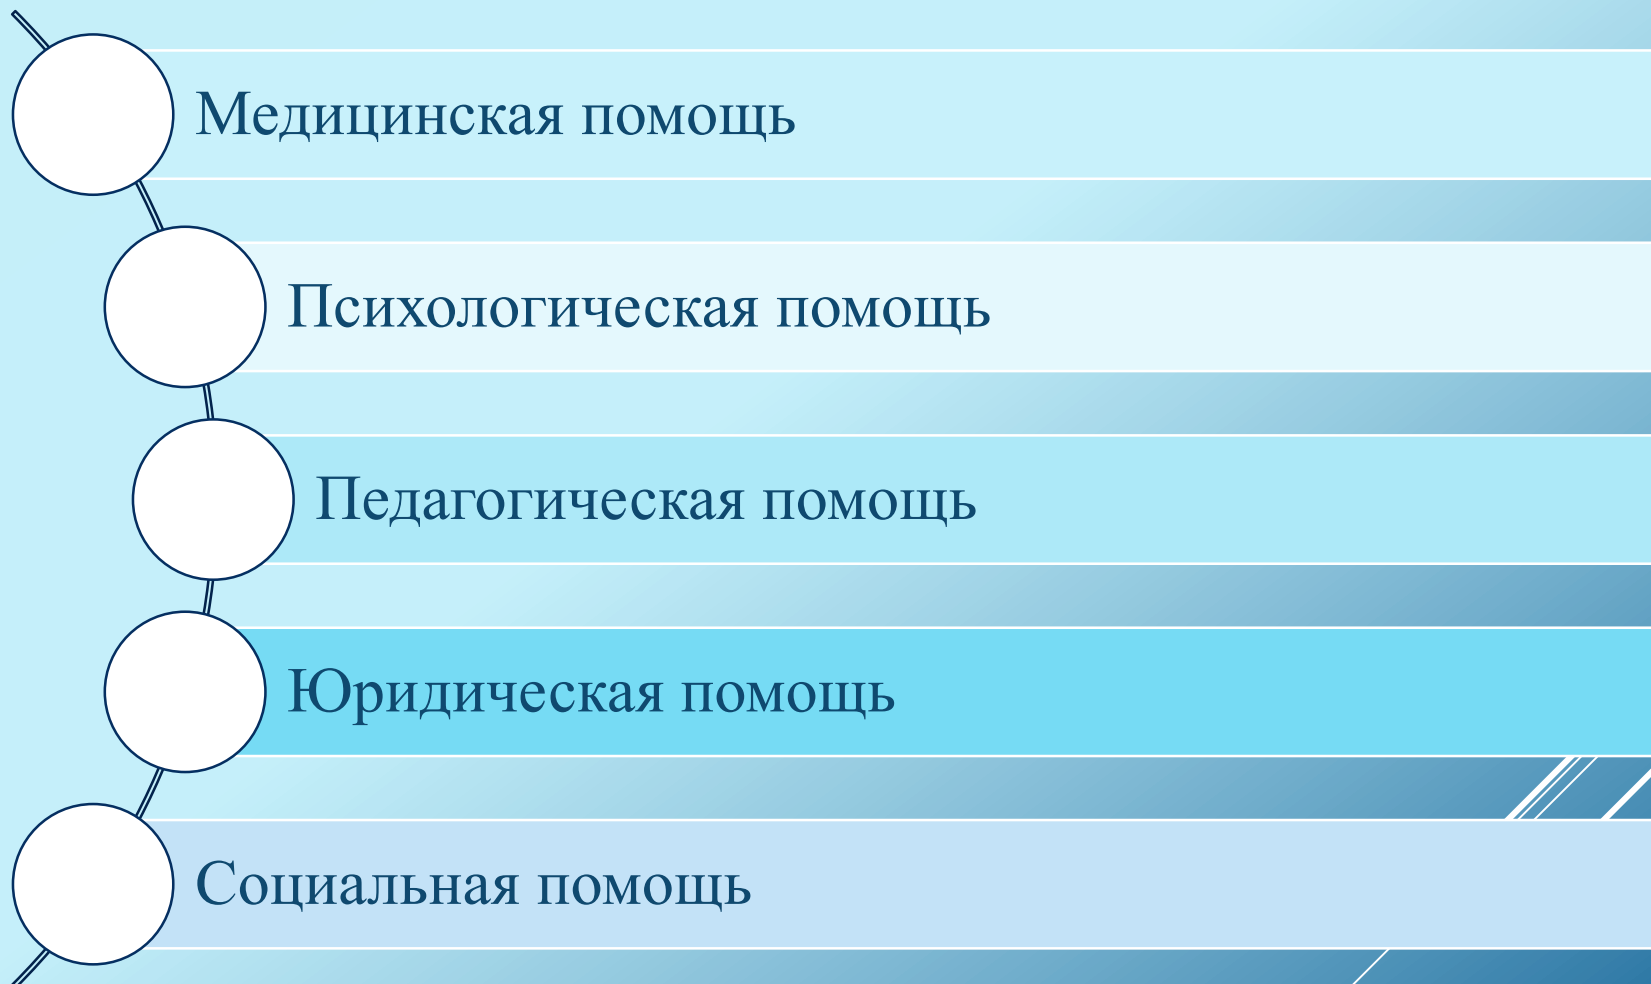 Медицинская помощь
Психологическая помощь
Педагогическая помощь
Юридическая помощь
Социальная помощь